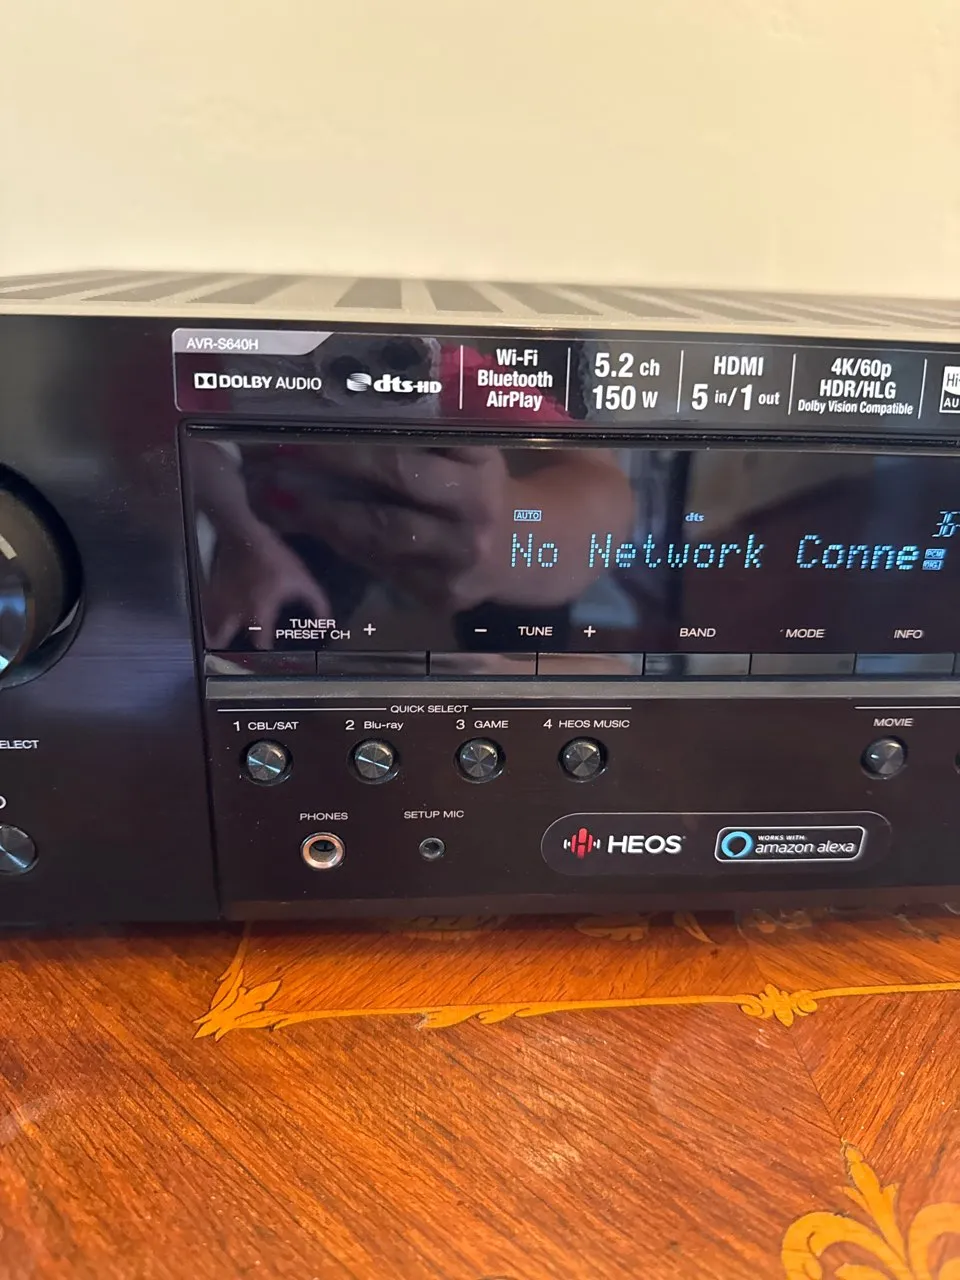 AVR-S640H
DOLBY AUDIO
dts-HD
Wi-Fi
Bluetooth
AirPlay
5.2 ch
150 W
HDMI
5 in/1 out
4K/60p
HDR/HLG
Dolby Vision Compatible
Hi
AU
AUTO
dts
No Network Conne
PCM
- TUNER PRESET CH +
- TUNE +
BAND
MODE
INFO
QUICK SELECT
1 CBL/SAT
2 Blu-ray
3 GAME
4 HEOS MUSIC
MOVIE
ELECT
PHONES
SETUP MIC
HEOS
WORKS WITH
amazon alexa